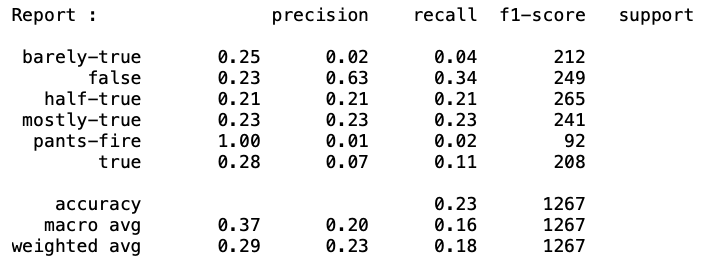 Report :                 precision    recall  f1-score   support

 barely-true       0.25      0.02      0.04       212
       false       0.23      0.63      0.34       249
   half-true       0.21      0.21      0.21       265
 mostly-true       0.23      0.23      0.23       241
  pants-fire       1.00      0.01      0.02        92
        true       0.28      0.07      0.11       208

    accuracy                           0.23      1267
   macro avg       0.37      0.20      0.16      1267
weighted avg       0.29      0.23      0.18      1267